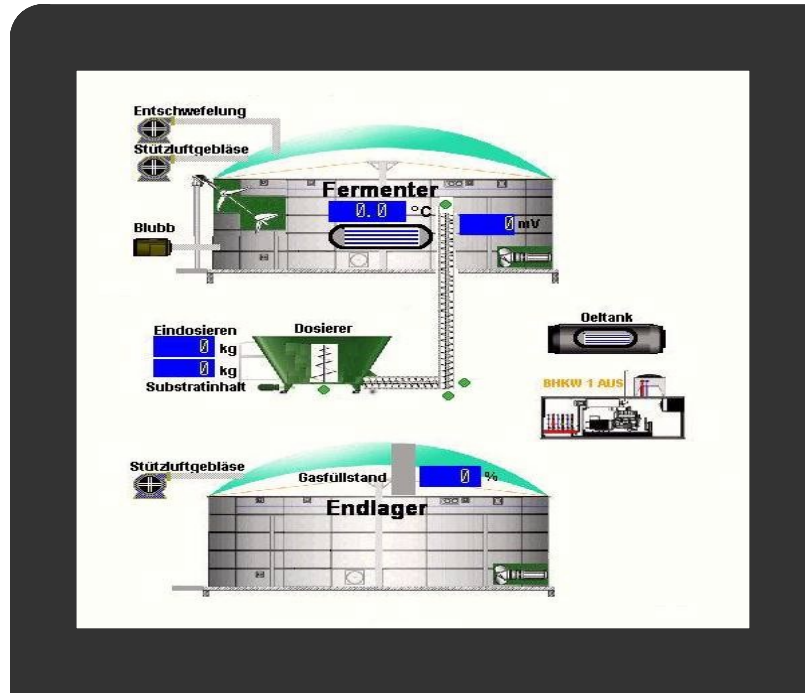 Entschwefelung
Stützluftgebläse
Fermenter
0.0 °C
Blubb
0 mV
Oeltank
Eindosieren
Dosierer
0 kg
0 kg
Substratinhalt
BHKW 1 AUS
Stützluftgebläse
Gasfüllstand 0 %
Endlager